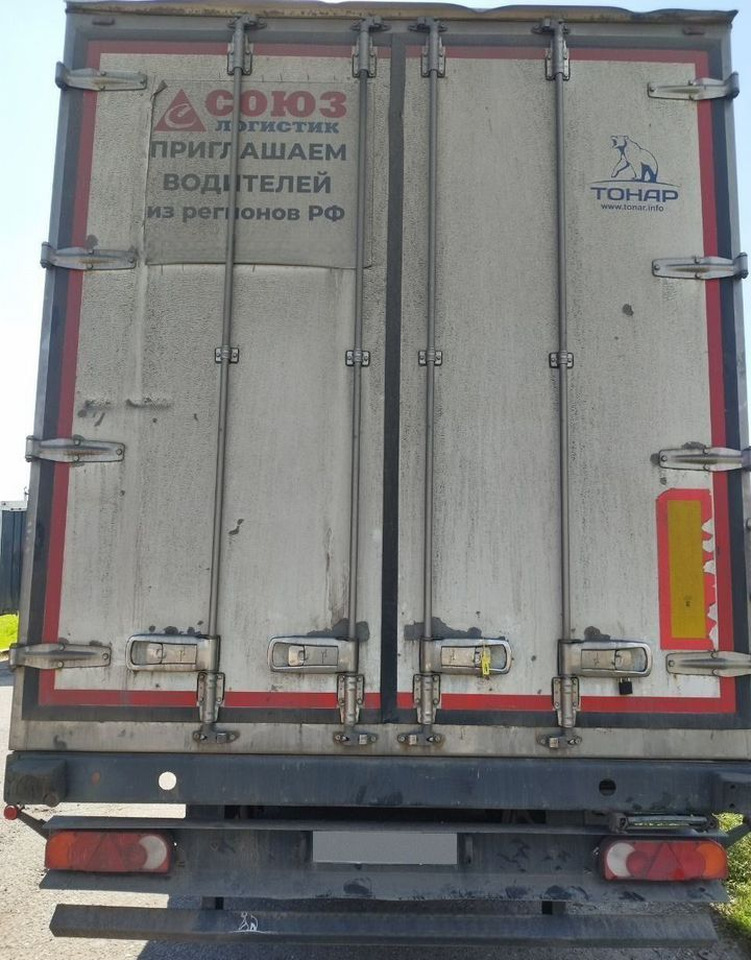 СОЮЗ
ЛОГИСТИК
ПРИГЛАШАЕМ
ВОДИТЕЛЕЙ
из регионов РФ
ТОНАР
www.tonar.info